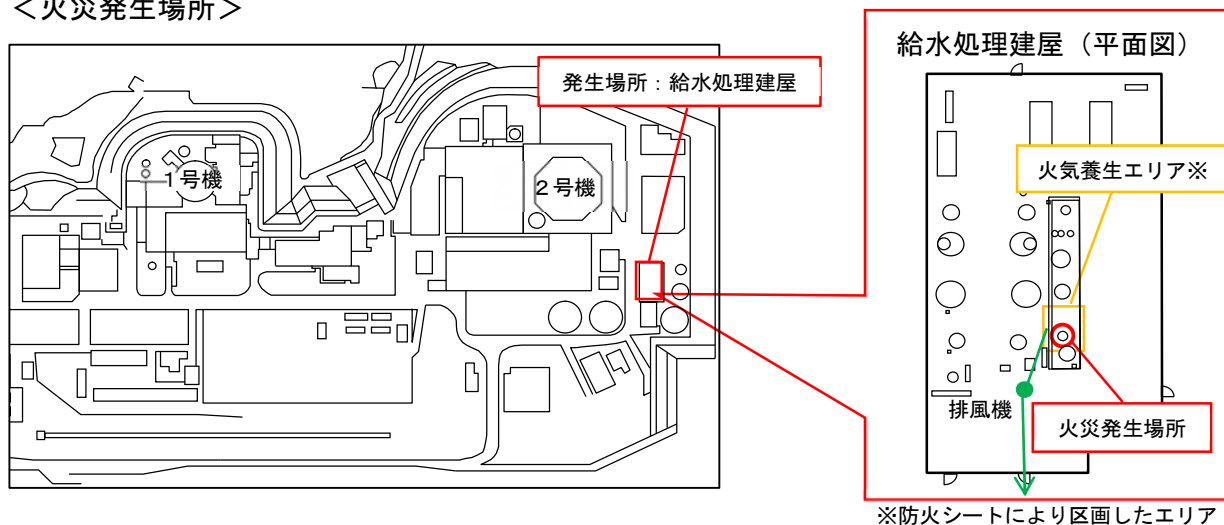 ＜火災発生場所＞
発生場所：給水処理建屋
給水処理建屋（平面図）
1号機
2号機
火気養生エリア※
排風機
火災発生場所
※防火シートにより区画したエリア